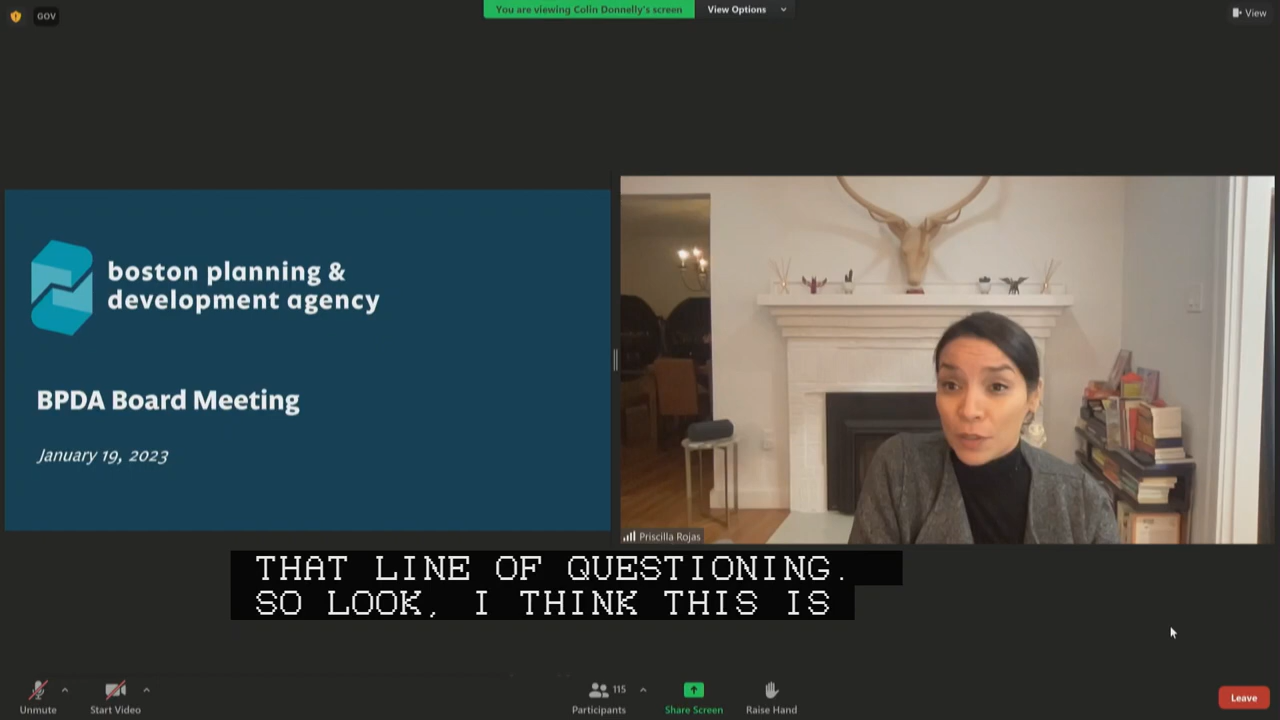 GOV
You are viewing Colin Donnelly's screen
View Options
View
boston planning &
development agency
BPDA Board Meeting
January 19, 2023
Priscilla Rojas
THAT LINE OF QUESTIONING.
SO LOOK, I THINK THIS IS
Unmute
Start Video
115
Participants
Share Screen
Raise Hand
Leave